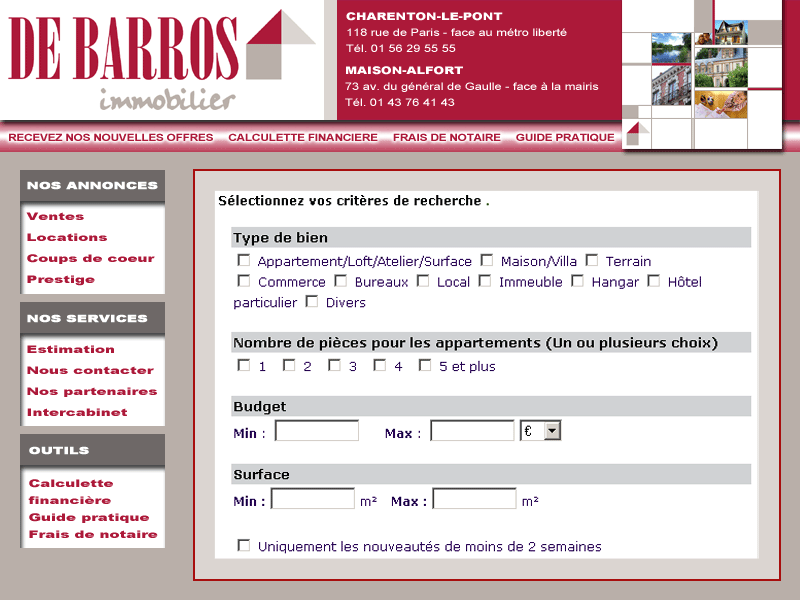 DE BARROS
immobilier
CHARENTON-LE-PONT
118 rue de Paris - face au métro liberté
Tél. 01 56 29 55 55
MAISON-ALFORT
73 av. du général de Gaulle - face à la mairis
Tél. 01 43 76 41 43
RECEVEZ NOS NOUVELLES OFFRES CALCULETTE FINANCIERE FRAIS DE NOTAIRE GUIDE PRATIQUE
NOS ANNONCES
Ventes
Locations
Coups de coeur
Prestige
NOS SERVICES
Estimation
Nous contacter
Nos partenaires
Intercabinet
OUTILS
Calculette
financière
Guide pratique
Frais de notaire
Sélectionnez vos critères de recherche .
Type de bien
Appartement/Loft/Atelier/Surface Maison/Villa Terrain
Commerce Bureaux Local Immeuble Hangar Hôtel
particulier Divers
Nombre de pièces pour les appartements (Un ou plusieurs choix)
1 2 3 4 5 et plus
Budget
Min : Max : €
Surface
Min : m² Max : m²
Uniquement les nouveautés de moins de 2 semaines